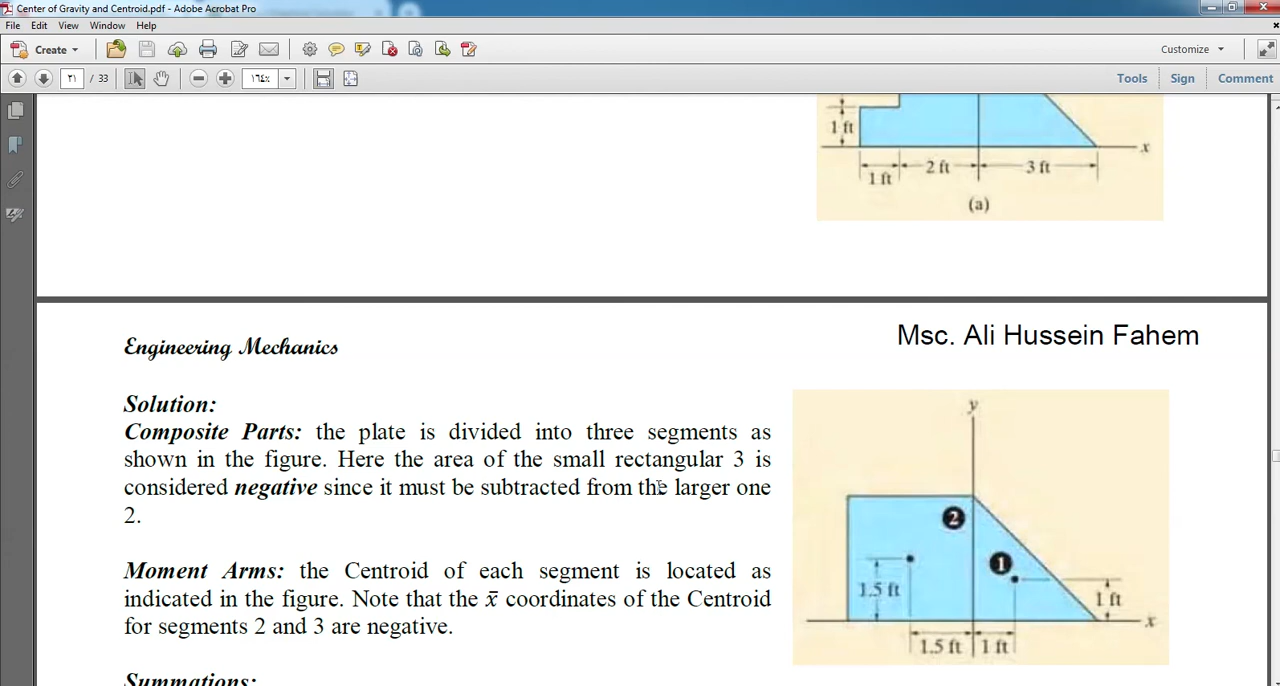 Center of Gravity and Centroid.pdf - Adobe Acrobat Pro
File Edit View Window Help
Create Customize
٢١ / 33 ١٦٤٪ Tools Sign Comment
1 ft
x
1 ft 2 ft 3 ft
(a)
Engineering Mechanics
Msc. Ali Hussein Fahem
Solution:
Composite Parts: the plate is divided into three segments as
shown in the figure. Here the area of the small rectangular 3 is
considered negative since it must be subtracted from the larger one
2.
Moment Arms: the Centroid of each segment is located as
indicated in the figure. Note that the x̄ coordinates of the Centroid
for segments 2 and 3 are negative.
Summations:
y
2
1
1.5 ft
1 ft
x
1.5 ft 1 ft